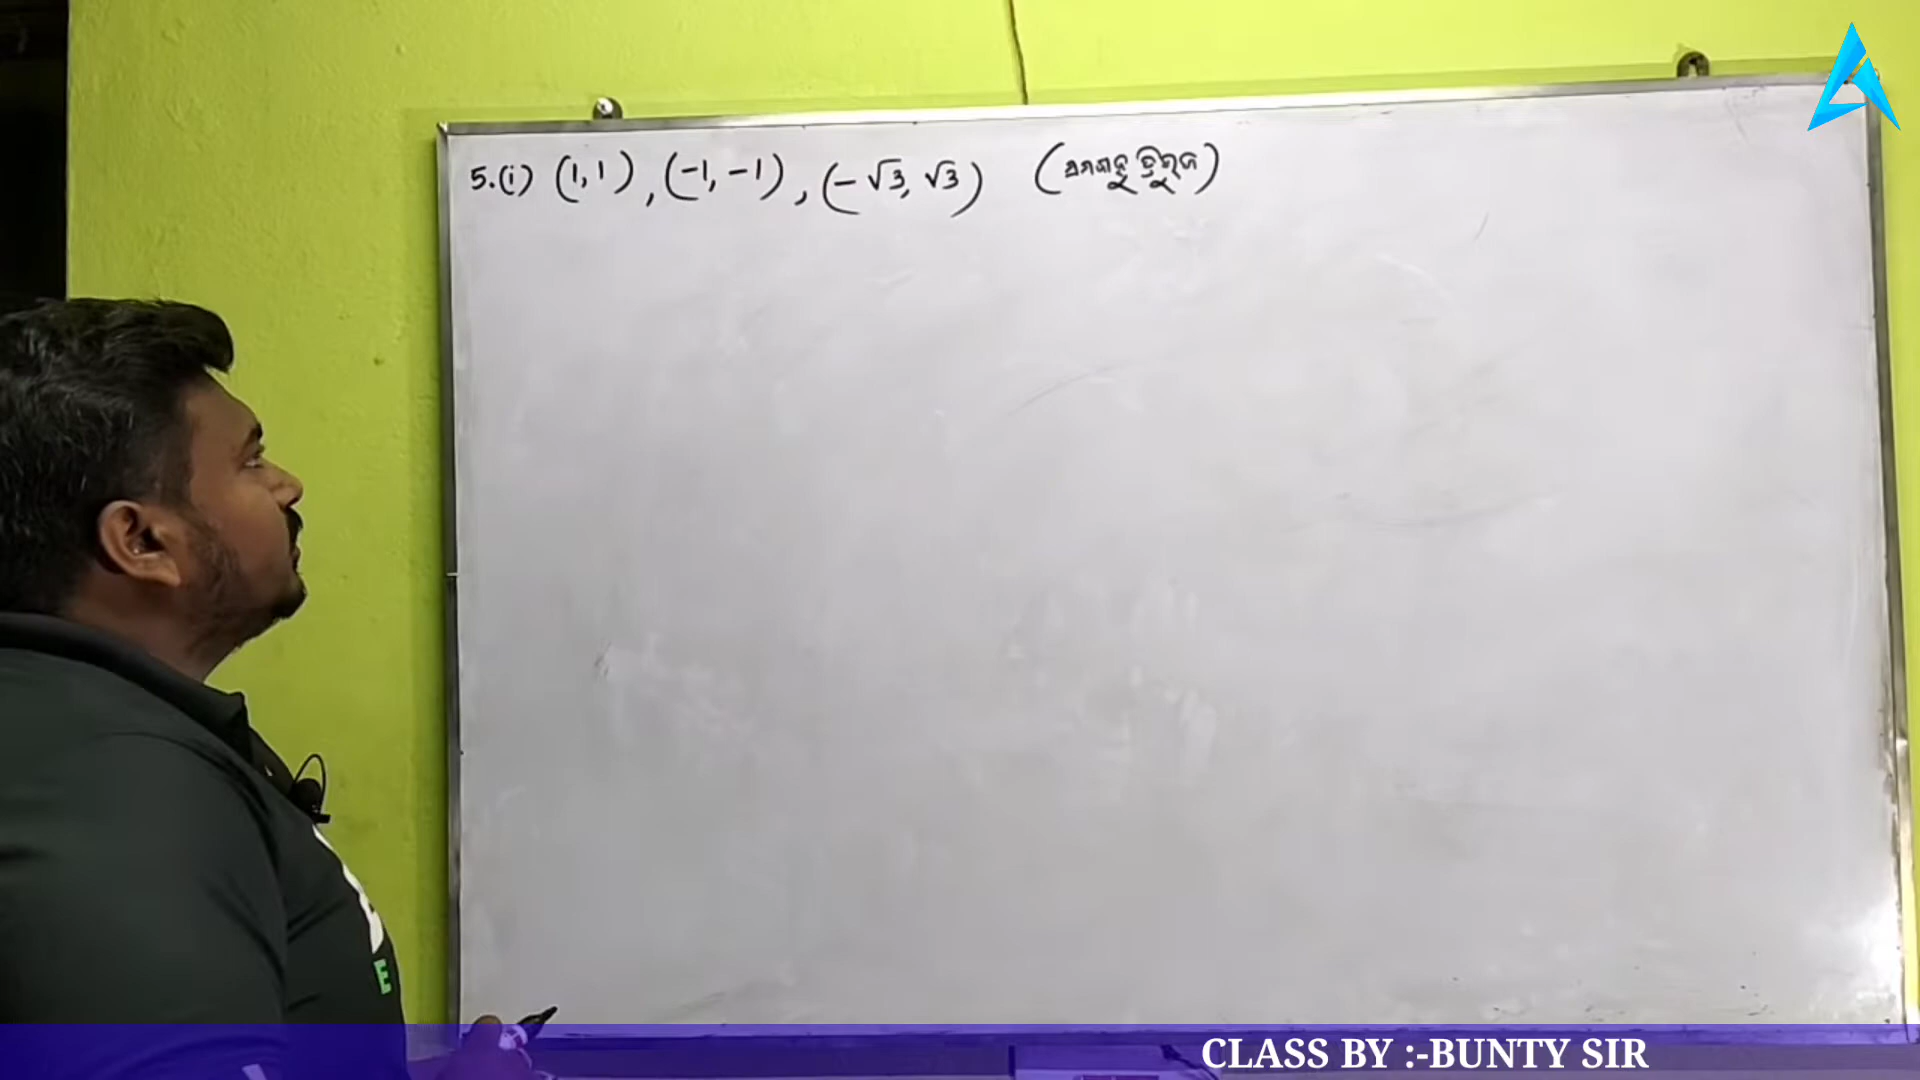 5.(i) (1, 1), (-1, -1), (-√3, √3) (ସମବାହୁ ତ୍ରିଭୁଜ)
E
CLASS BY :-BUNTY SIR